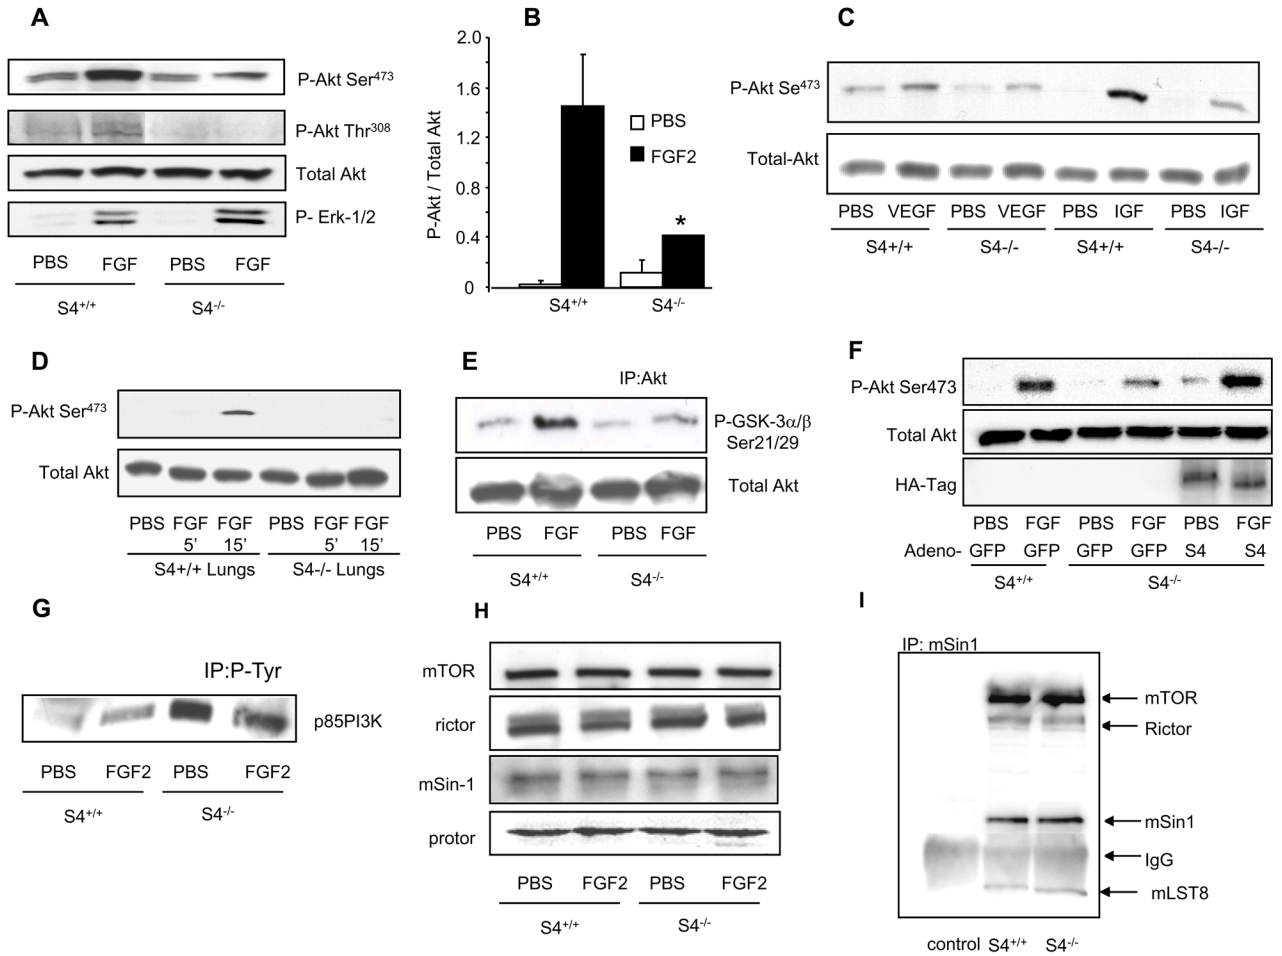 A
P-Akt Ser473
P-Akt Thr308
Total Akt
P- Erk-1/2
PBS FGF PBS FGF
S4+/+ S4-/-
B
2.0
1.6
1.2
0.8
0.4
0
P-Akt / Total Akt
PBS
FGF2
*
S4+/+ S4-/-
C
P-Akt Se473
Total-Akt
PBS VEGF PBS VEGF PBS IGF PBS IGF
S4+/+ S4-/- S4+/+ S4-/-
D
P-Akt Ser473
Total Akt
PBS FGF FGF PBS FGF FGF
5’ 15’ 5’ 15’
S4+/+ Lungs S4-/- Lungs
E
IP:Akt
P-GSK-3α/β
Ser21/29
Total Akt
PBS FGF PBS FGF
S4+/+ S4-/-
F
P-Akt Ser473
Total Akt
HA-Tag
PBS FGF PBS FGF PBS FGF
Adeno- GFP GFP GFP GFP S4 S4
S4+/+ S4-/-
G
IP:P-Tyr
p85PI3K
PBS FGF2 PBS FGF2
S4+/+ S4-/-
H
mTOR
rictor
mSin-1
protor
PBS FGF2 PBS FGF2
S4+/+ S4-/-
I
IP: mSin1
mTOR
Rictor
mSin1
IgG
mLST8
control S4+/+ S4-/-